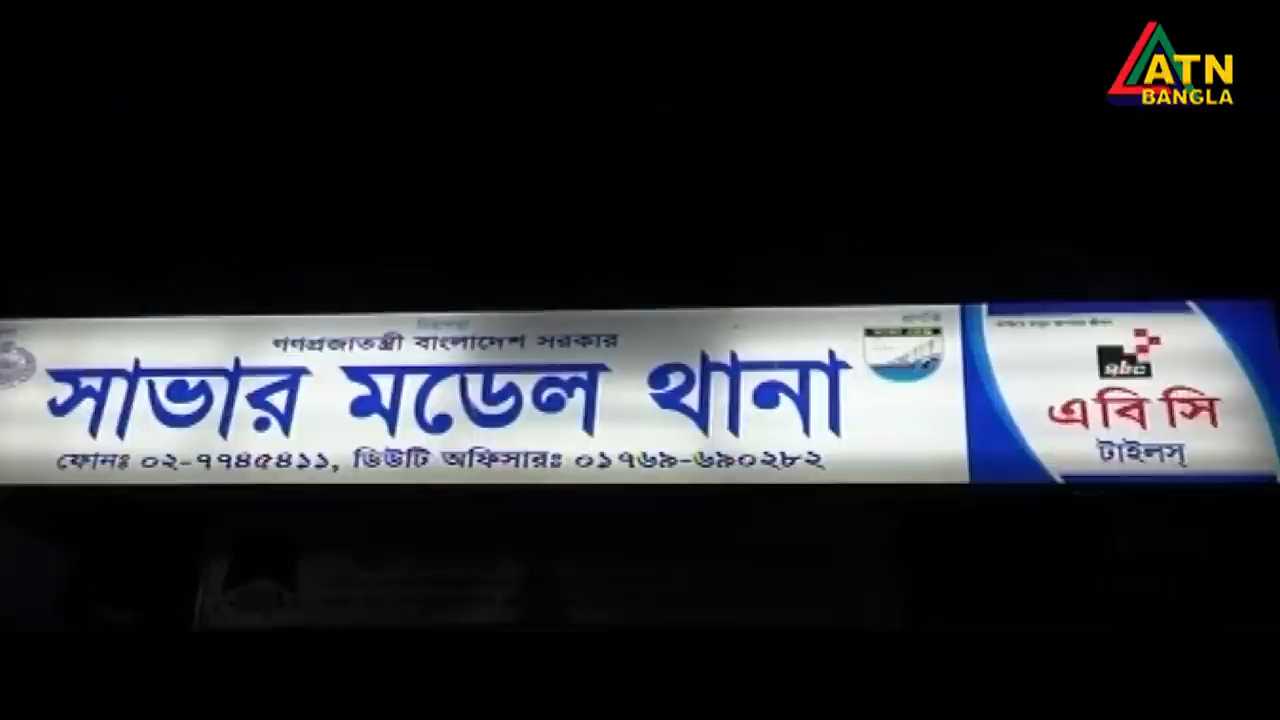 ATN
BANGLA
গণপ্রজাতন্ত্রী বাংলাদেশ সরকার
সাভার মডেল থানা
ফোনঃ ০২-৭৭৪৫৪১১, ডিউটি অফিসারঃ ০১৭৬৯-৬৯০২৮২
abc
এবিসি
টাইলস্